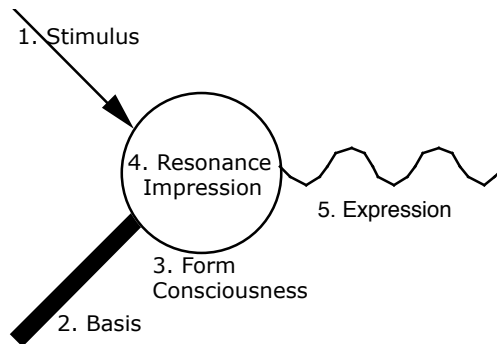 1. Stimulus
4. Resonance
Impression
5. Expression
3. Form
Consciousness
2. Basis